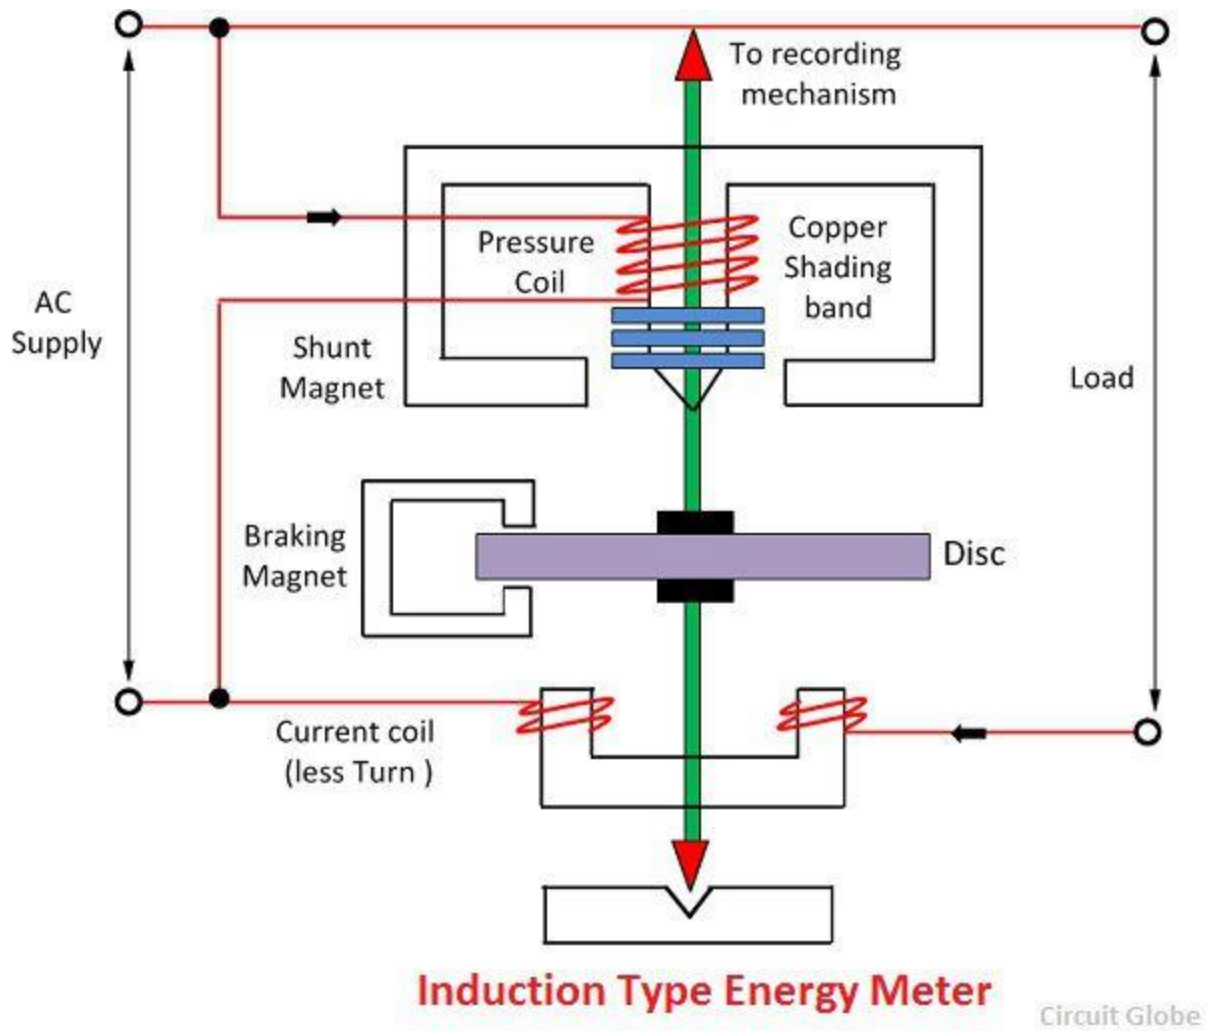 To recording
mechanism
Pressure
Coil
Copper
Shading
band
AC
Supply
Shunt
Magnet
Load
Braking
Magnet
Disc
Current coil
(less Turn )
Induction Type Energy Meter
Circuit Globe